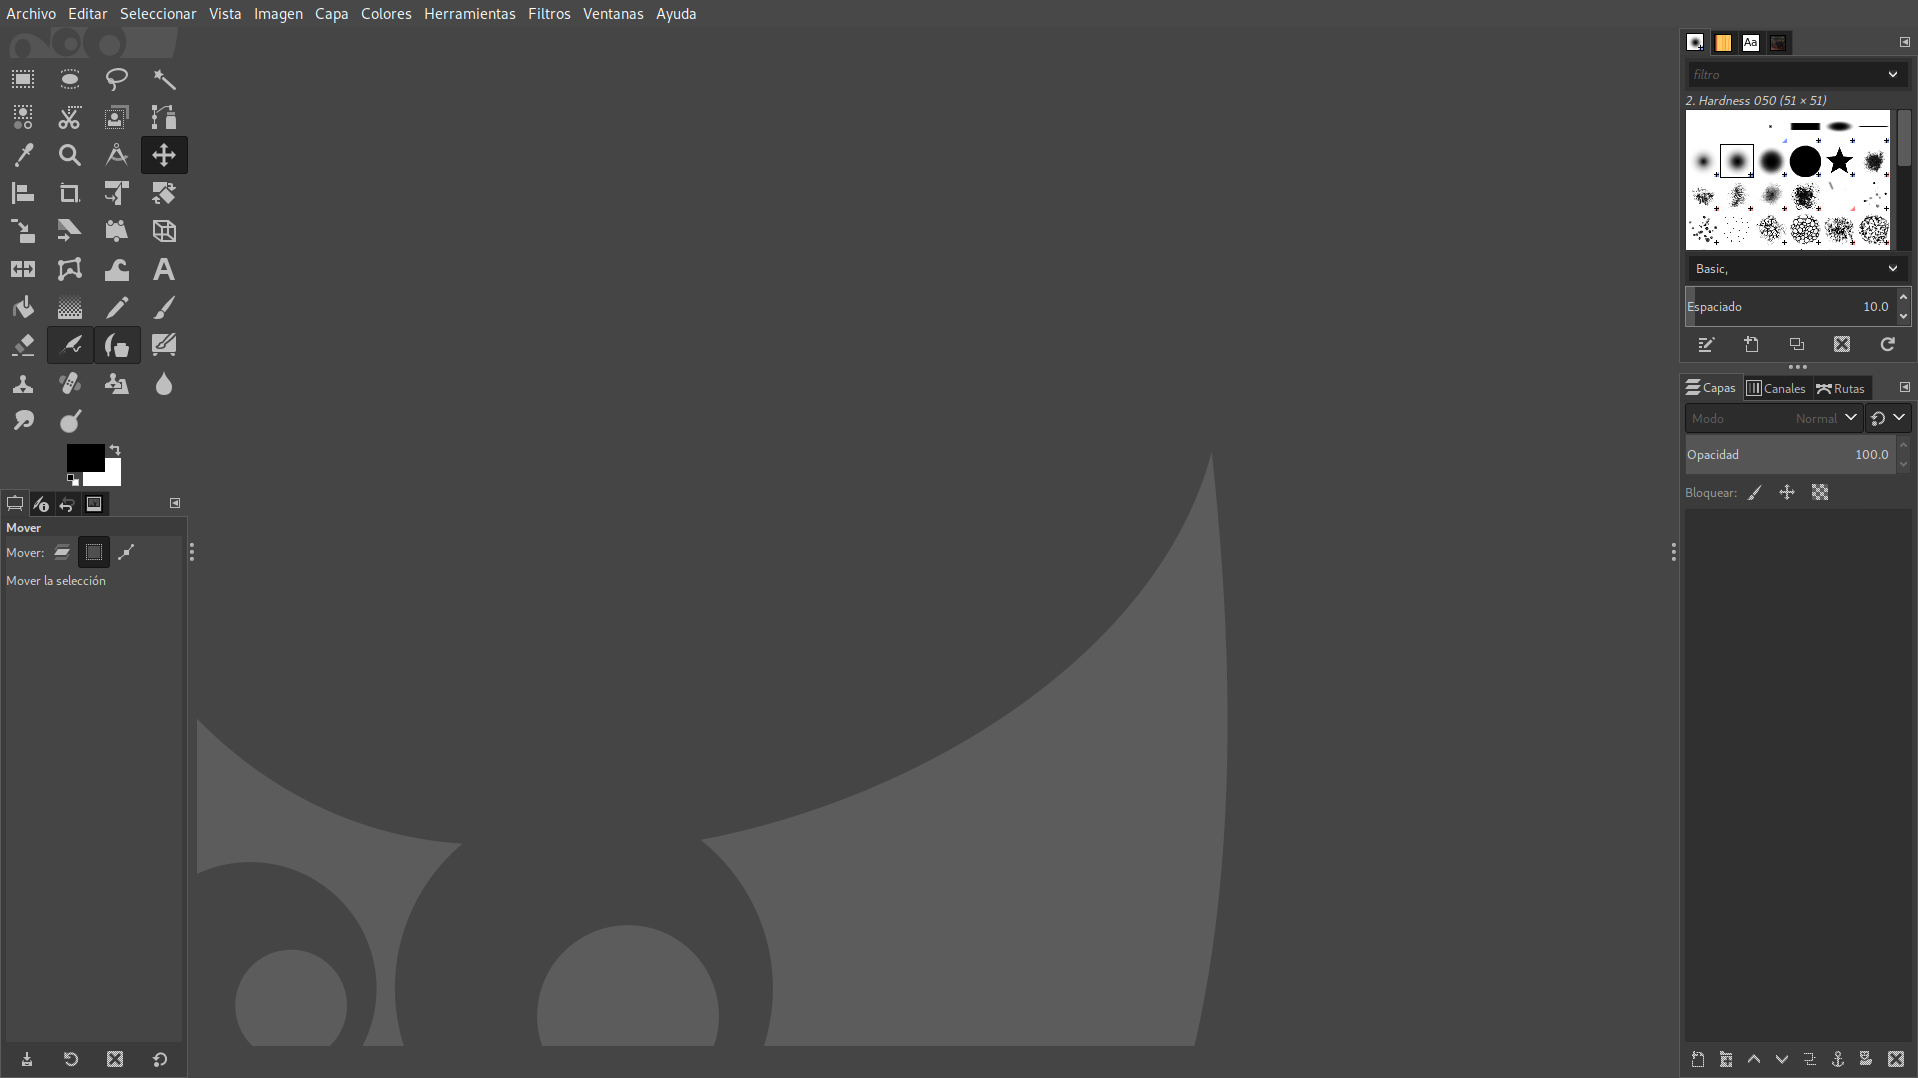 Archivo Editar Seleccionar Vista Imagen Capa Colores Herramientas Filtros Ventanas Ayuda
Aa
filtro
2. Hardness 050 (51 × 51)
Basic,
Espaciado 10.0
Capas Canales Rutas
Modo Normal
Opacidad 100.0
Bloquear:
Mover
Mover:
Mover la selección